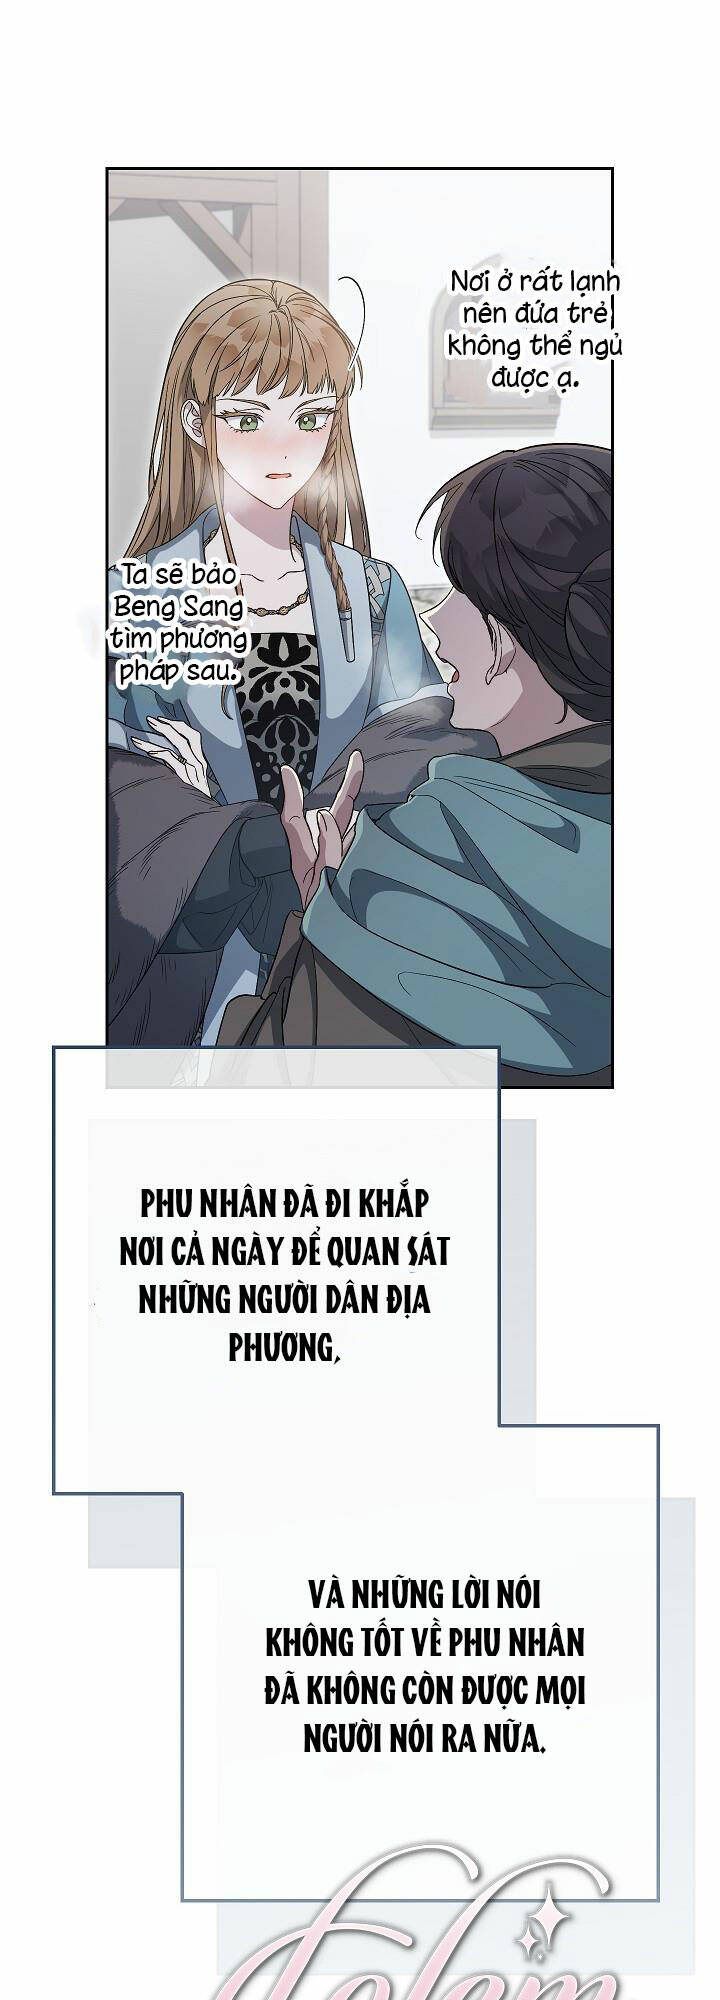 Nơi ở rất lạnh
nên đứa trẻ
không thể ngủ
được ạ.
Ta sẽ bảo
Beng Sang
tìm phương
pháp sau.
PHU NHÂN ĐÃ ĐI KHẮP
NƠI CẢ NGÀY ĐỂ QUAN SÁT
NHỮNG NGƯỜI DÂN ĐỊA
PHƯƠNG,
VÀ NHỮNG LỜI NÓI
KHÔNG TỐT VỀ PHU NHÂN
ĐÃ KHÔNG CÒN ĐƯỢC MỌI
NGƯỜI NÓI RA NỮA.